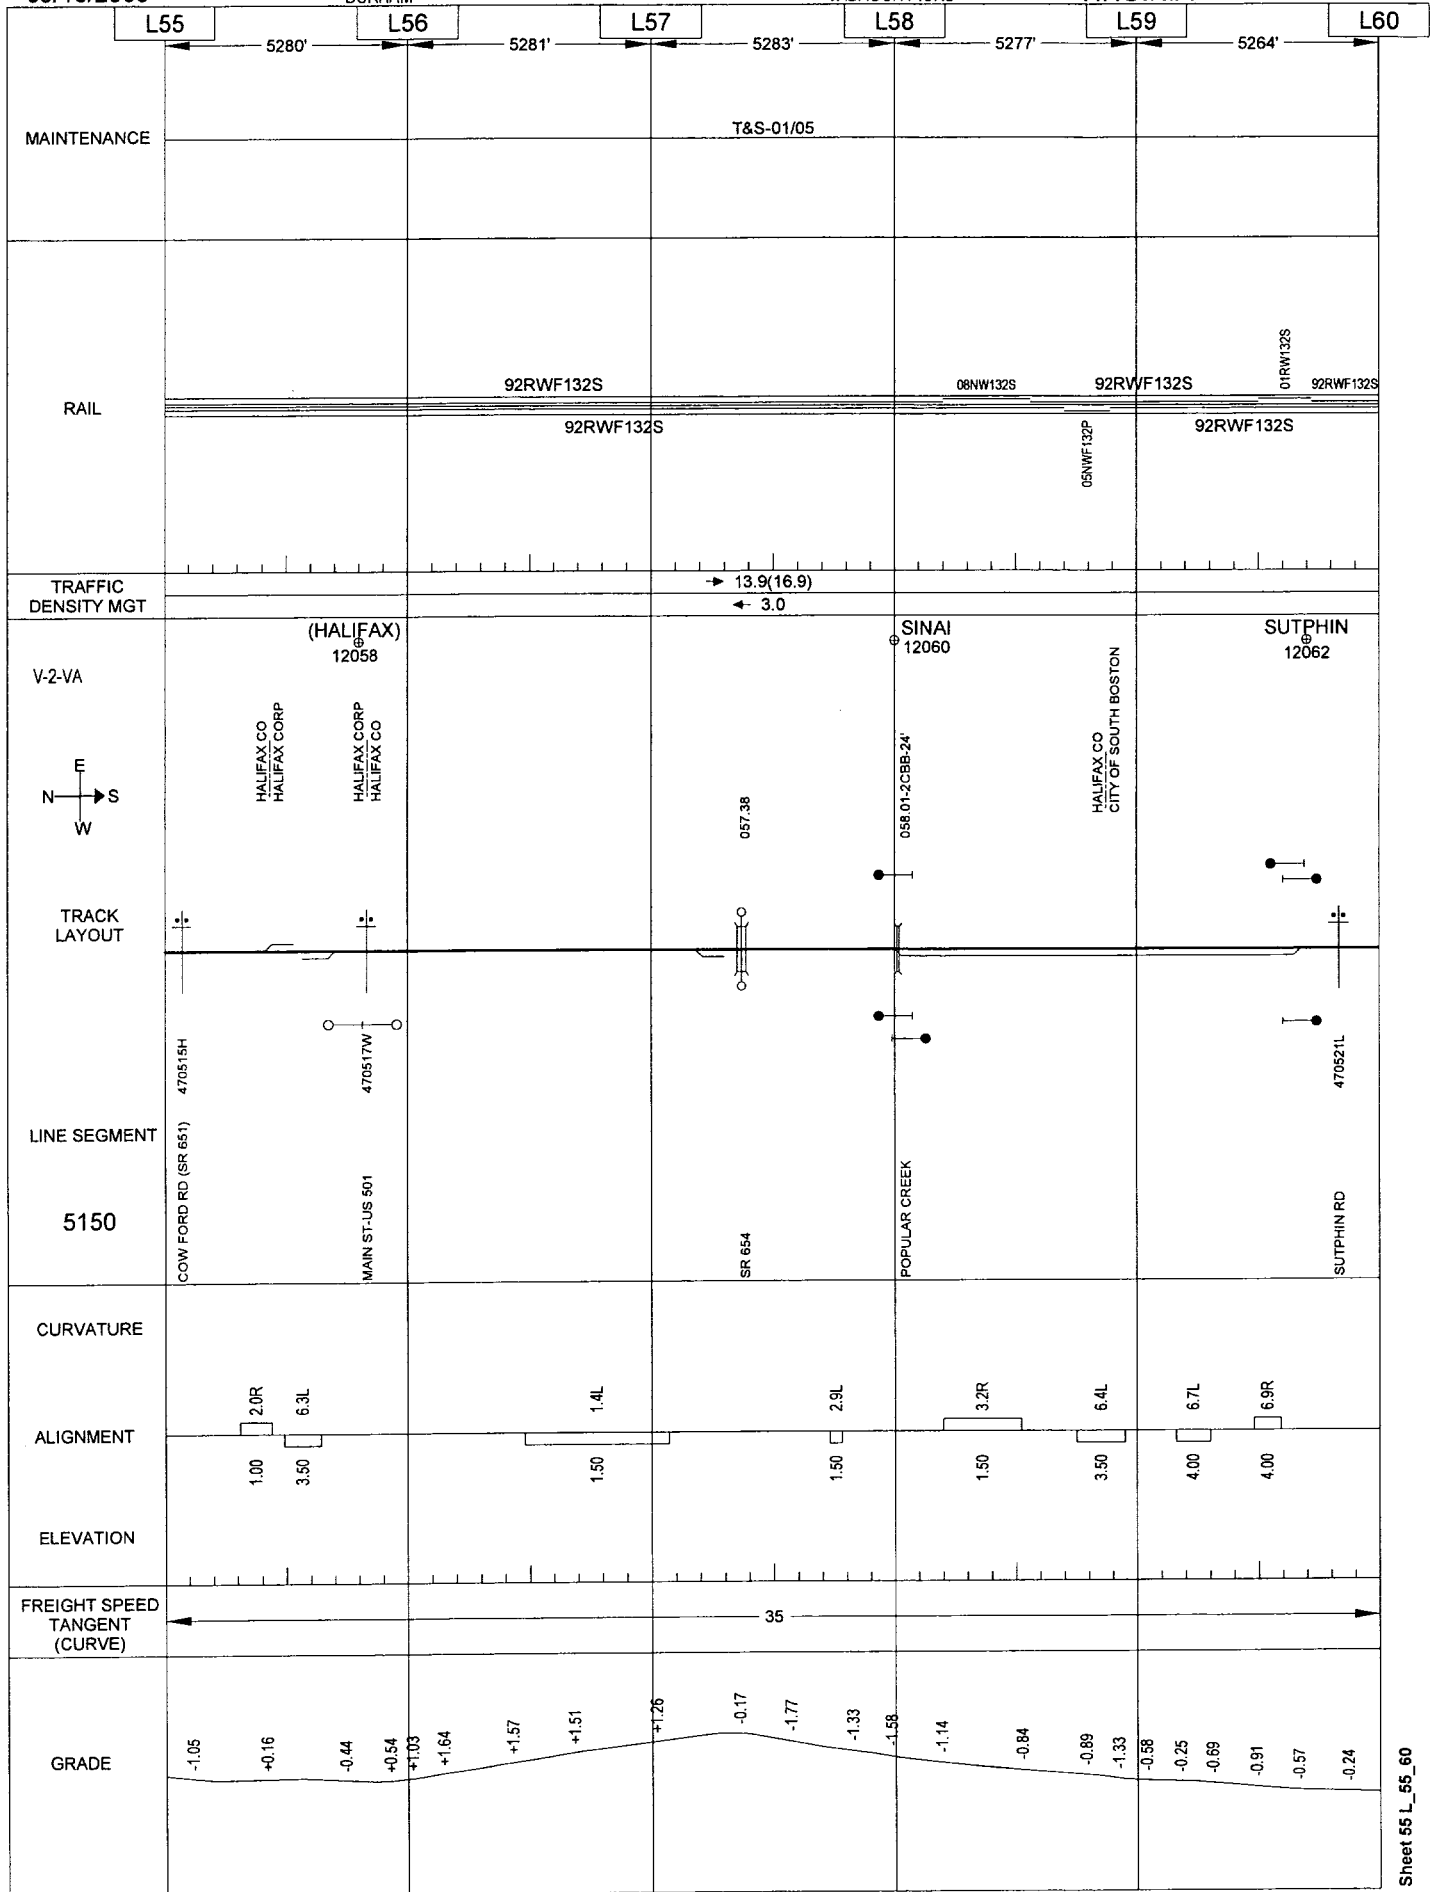 L55 L56 L57 L58 L59 L60
5280' 5281' 5283' 5277' 5264'
MAINTENANCE
T&S-01/05
RAIL
92RWF132S
92RWF132S
08NW132S
05NWF132P
92RWF132S
92RWF132S
01RW132S
92RWF132S
TRAFFIC
DENSITY MGT
13.9(16.9)
3.0
V-2-VA
(HALIFAX)
12058
SINAI
12060
SUTPHIN
12062
HALIFAX CO
HALIFAX CORP
HALIFAX CORP
HALIFAX CO
057.38
058.01-2CBB-24'
HALIFAX CO
CITY OF SOUTH BOSTON
E
N S
W
TRACK
LAYOUT
LINE SEGMENT
5150
COW FORD RD (SR 651) 470515H
MAIN ST-US 501 470517W
SR 654
POPULAR CREEK
SUTPHIN RD 470521L
CURVATURE
2.0R 6.3L 1.4L 2.9L 3.2R 6.4L 6.7L 6.9R
ALIGNMENT
1.00 3.50 1.50 1.50 1.50 3.50 4.00 4.00
ELEVATION
FREIGHT SPEED
TANGENT
(CURVE)
35
GRADE
-1.05 +0.16 -0.44 +0.54 +1.03 +1.64 +1.57 +1.51 +1.26 -0.17 -1.77 -1.33 -1.58 -1.14 -0.84 -0.89 -1.33 -0.58 -0.25 -0.69 -0.91 -0.57 -0.24
Sheet 55 L_55_60